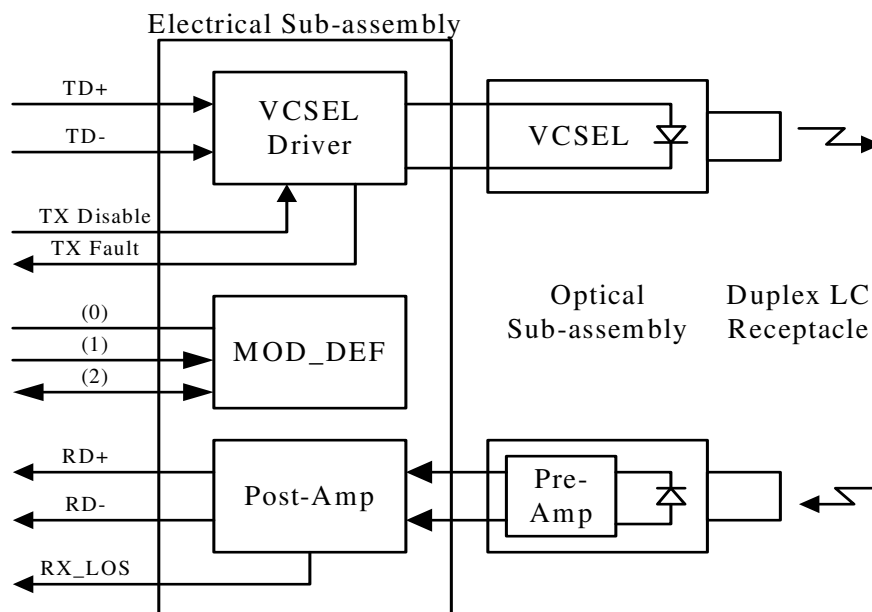 Electrical Sub-assembly
TD+
TD-
VCSEL
Driver
VCSEL
TX Disable
TX Fault
Optical
Sub-assembly
Duplex LC
Receptacle
(0)
(1)
(2)
MOD_DEF
RD+
RD-
Post-Amp
Pre-
Amp
RX_LOS